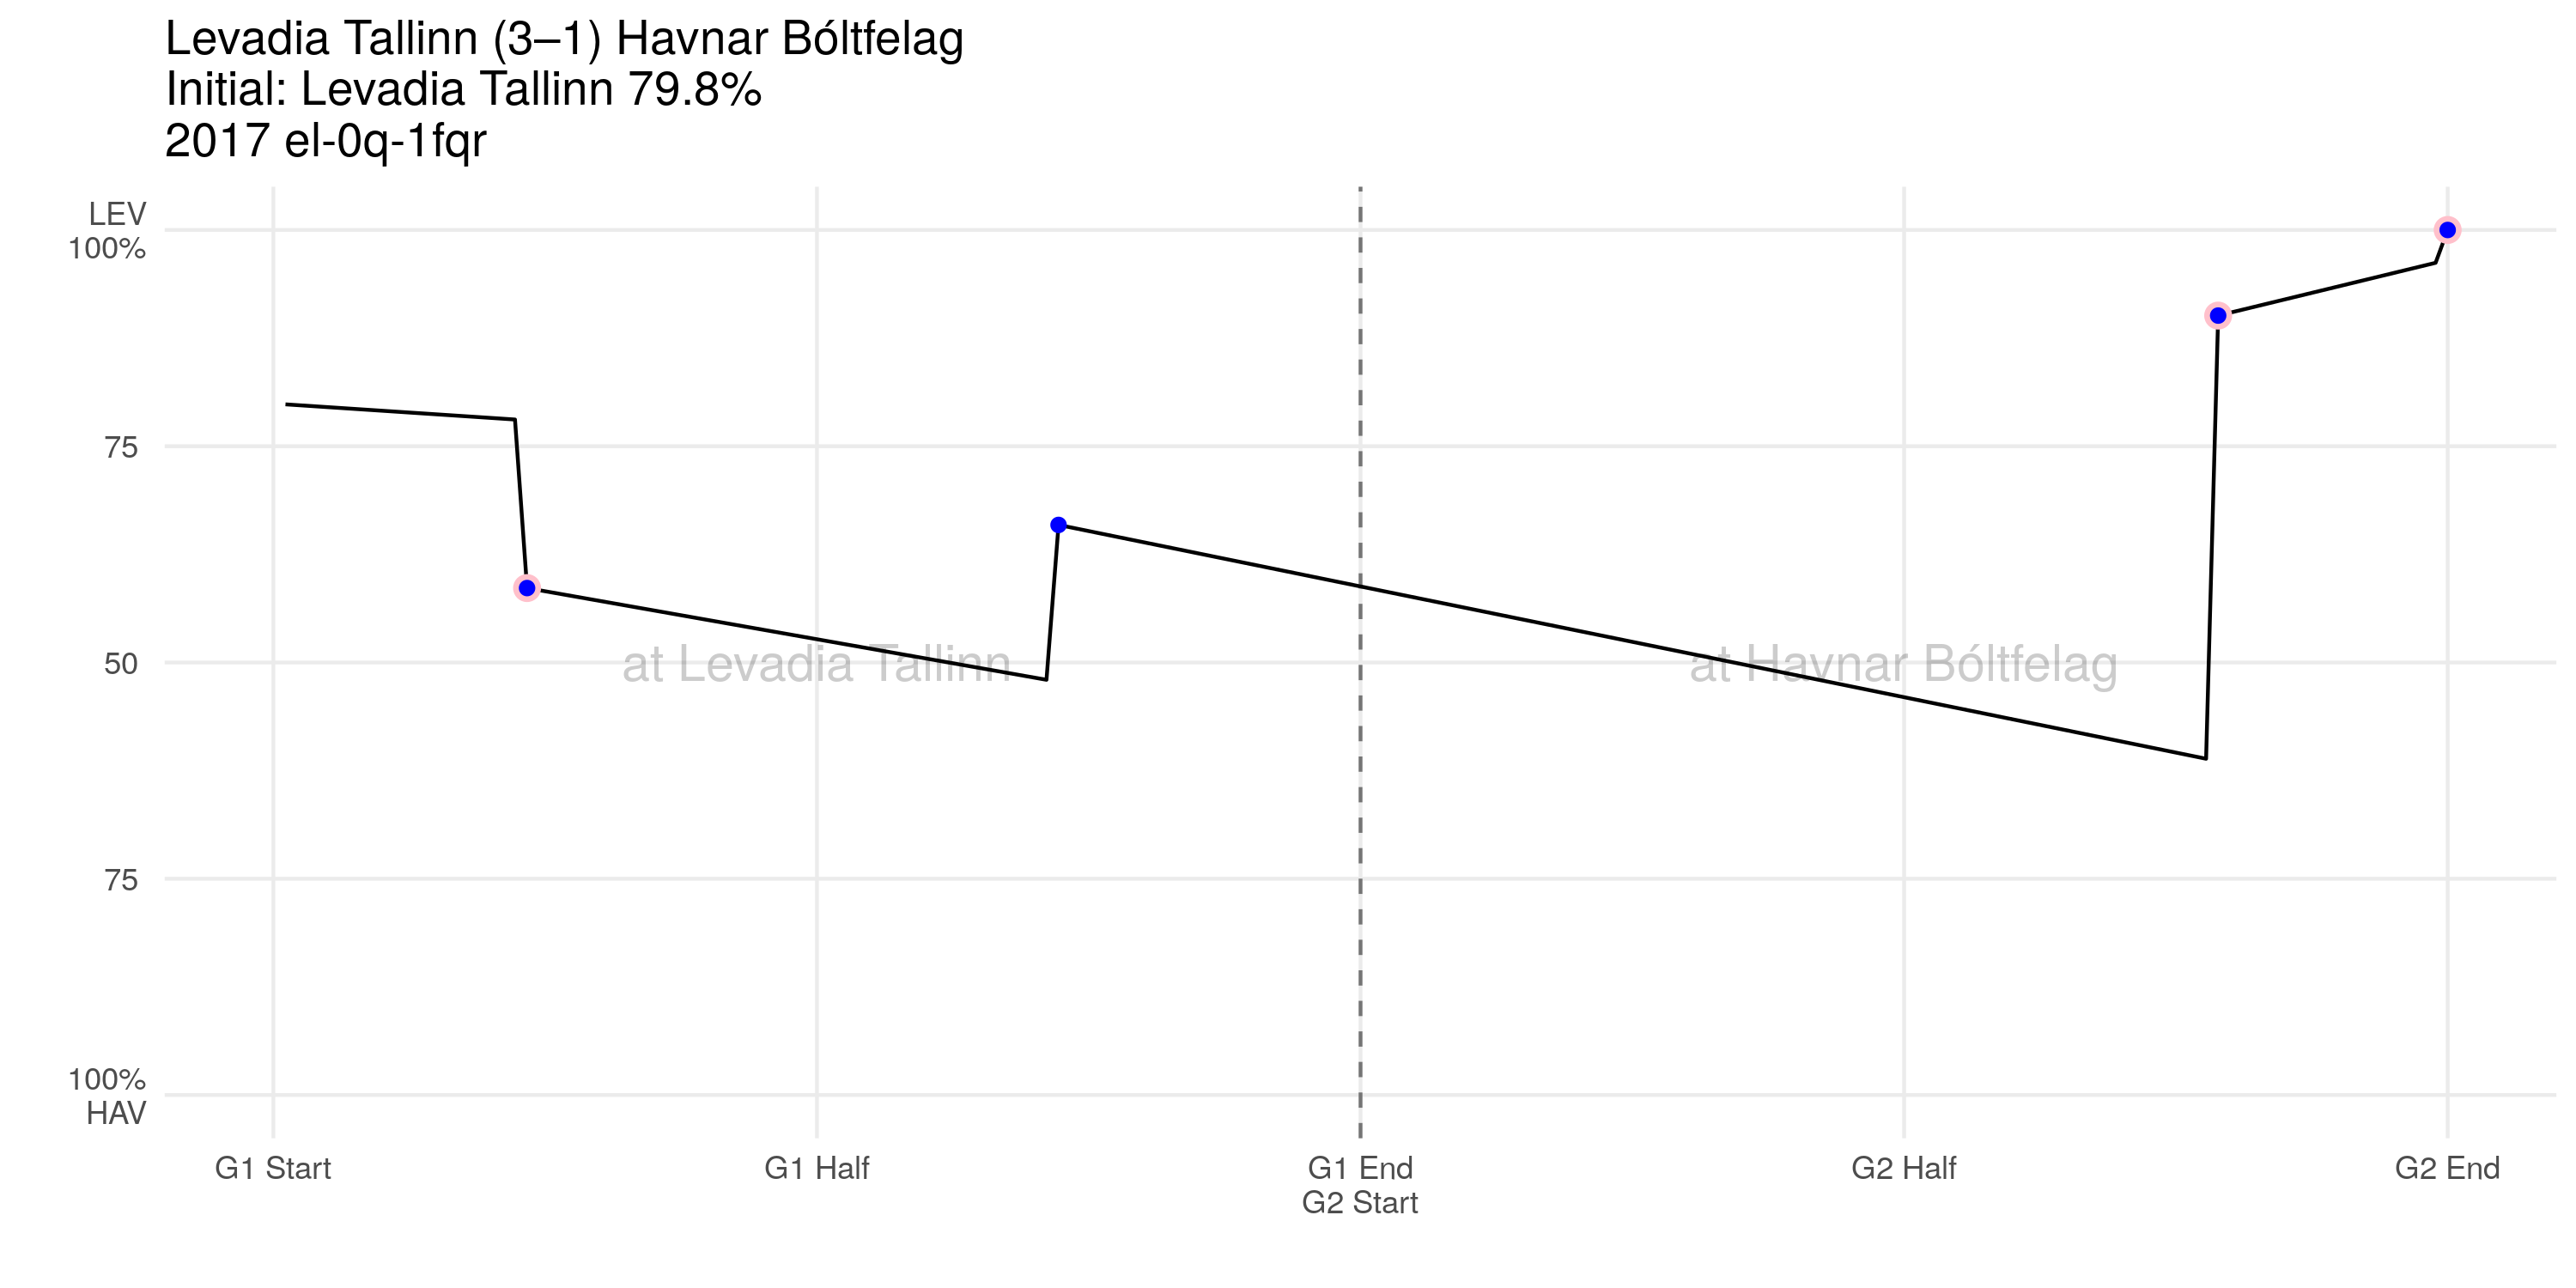 Levadia Tallinn (3–1) Havnar Bóltfelag
Initial: Levadia Tallinn 79.8%
2017 el-0q-1fqr
LEV
100%
75
50
75
100%
HAV
at Levadia Tallinn
at Havnar Bóltfelag
G1 Start
G1 Half
G1 End
G2 Start
G2 Half
G2 End